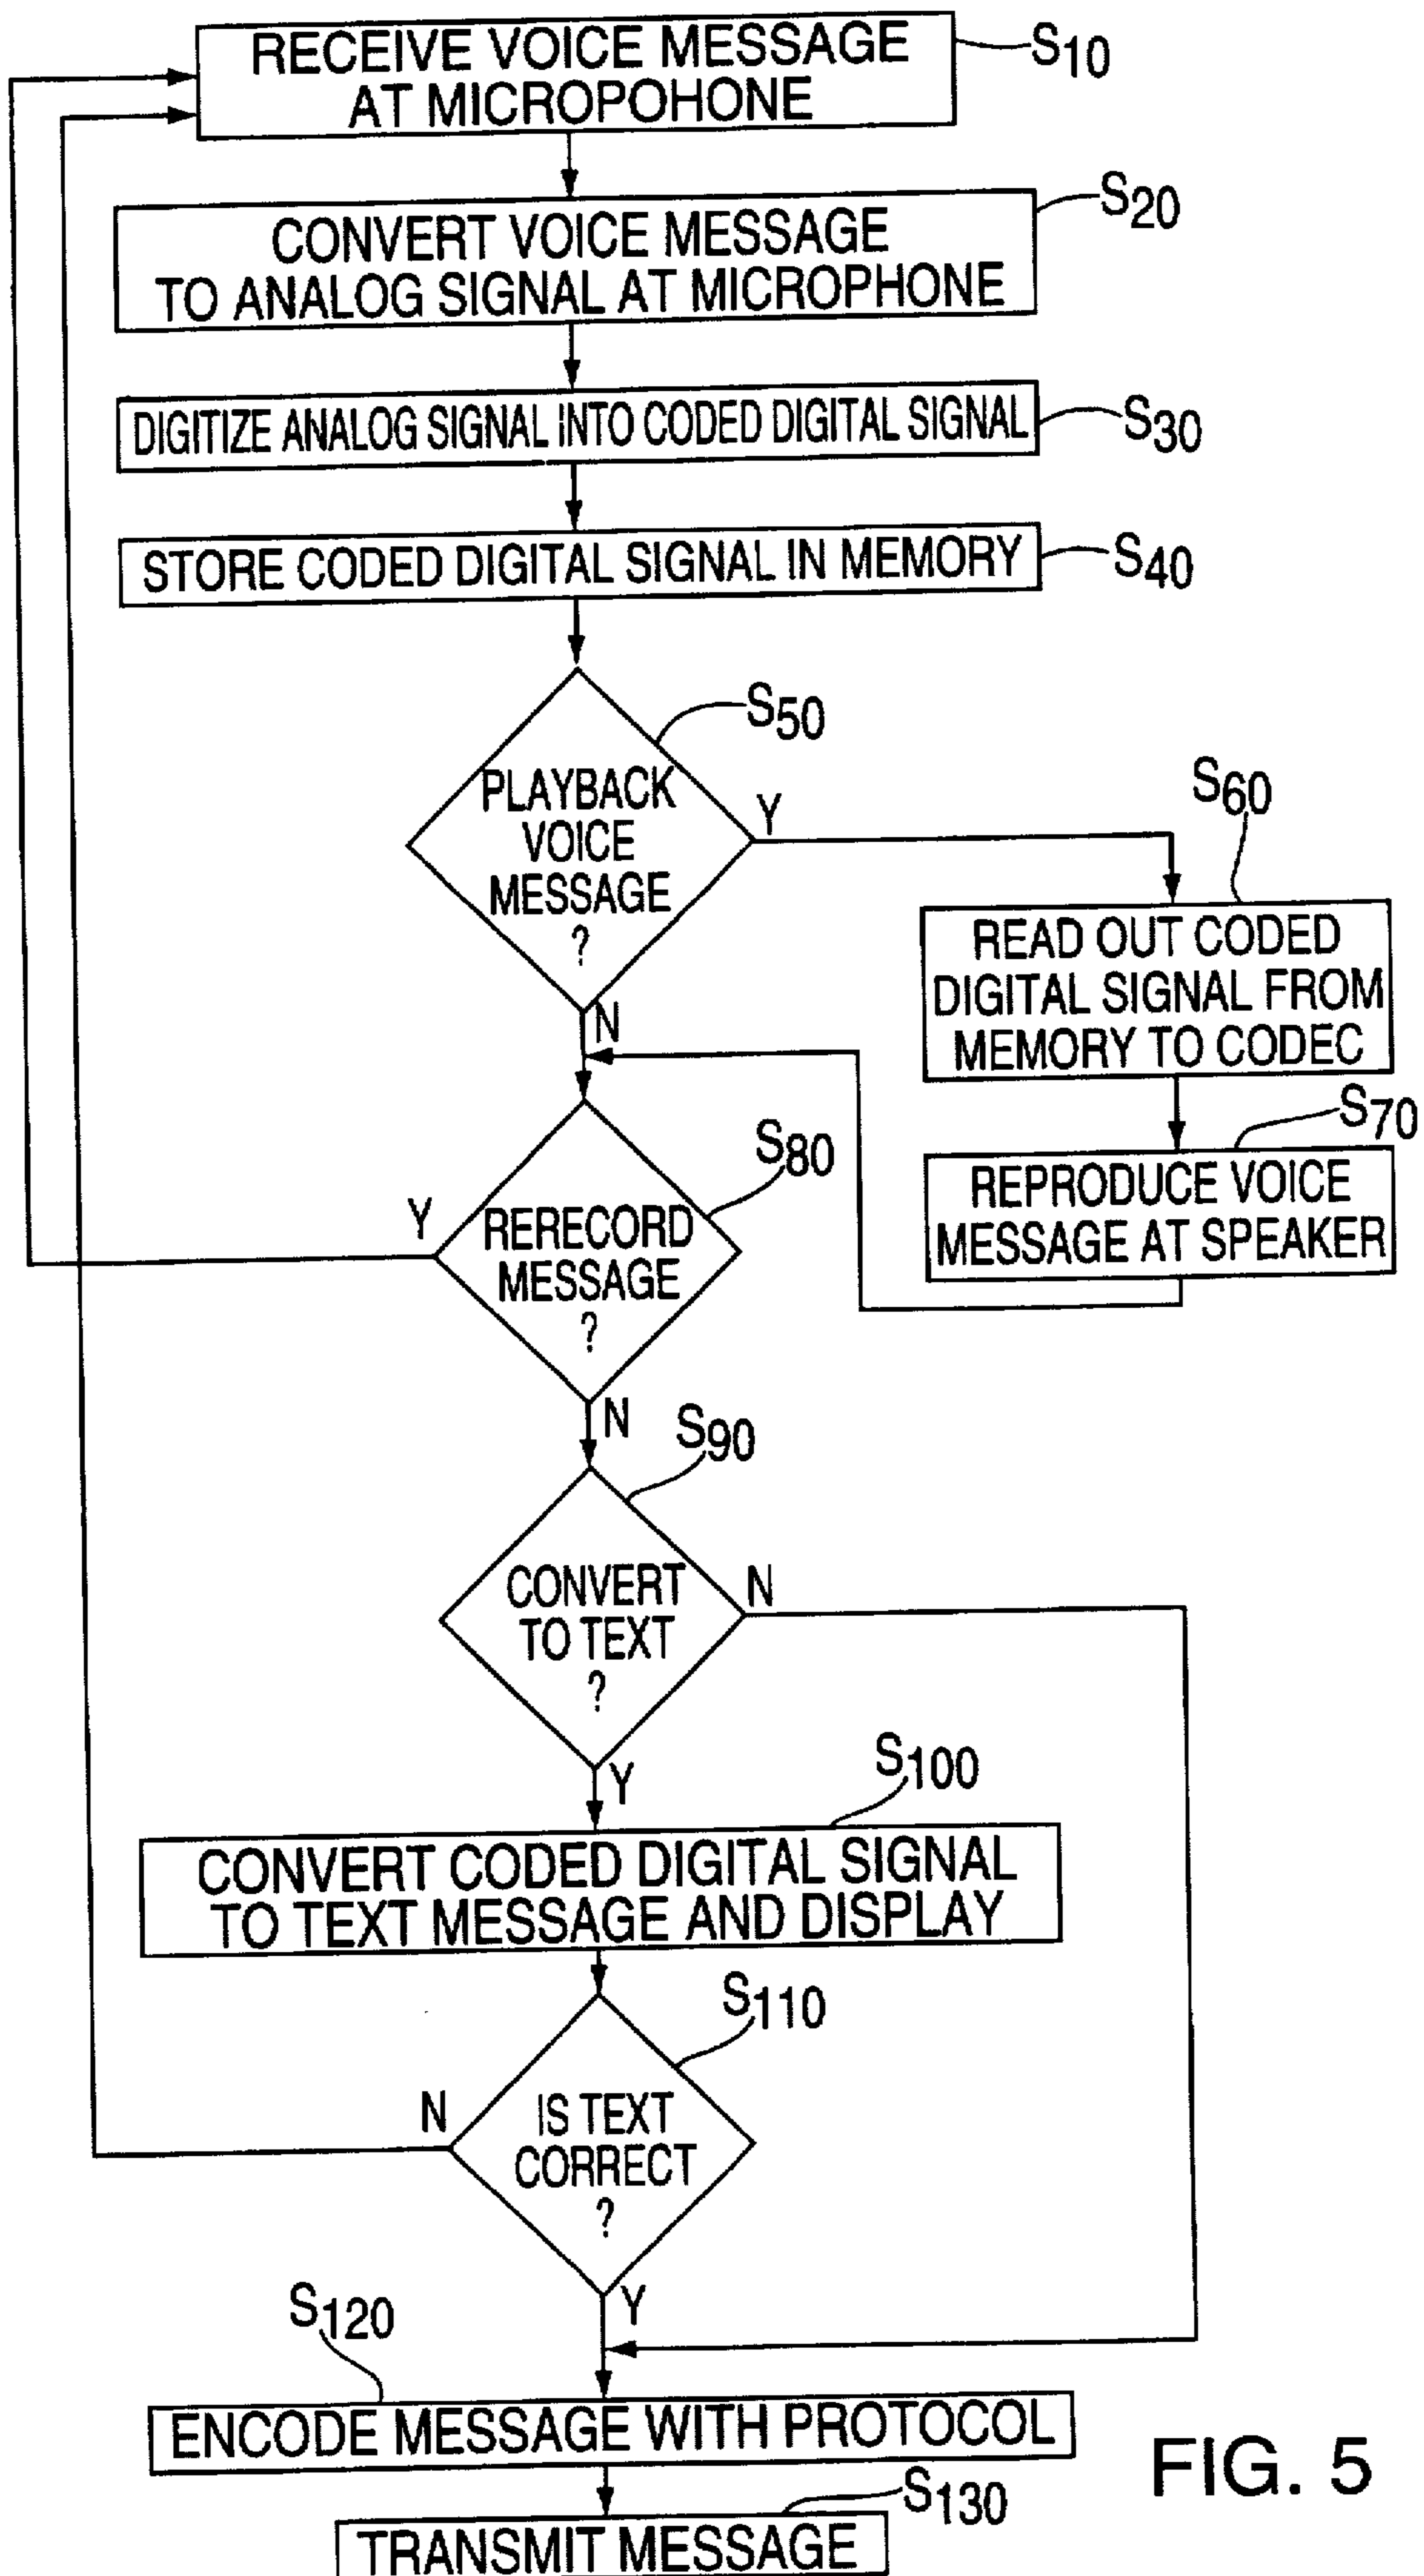 RECEIVE VOICE MESSAGE
AT MICROPOHONE
S10
CONVERT VOICE MESSAGE
TO ANALOG SIGNAL AT MICROPHONE
S20
DIGITIZE ANALOG SIGNAL INTO CODED DIGITAL SIGNAL
S30
STORE CODED DIGITAL SIGNAL IN MEMORY
S40
S50
PLAYBACK
VOICE
MESSAGE
?
Y
N
S60
READ OUT CODED
DIGITAL SIGNAL FROM
MEMORY TO CODEC
S70
REPRODUCE VOICE
MESSAGE AT SPEAKER
S80
Y
RERECORD
MESSAGE
?
N
S90
CONVERT
TO TEXT
?
N
Y
S100
CONVERT CODED DIGITAL SIGNAL
TO TEXT MESSAGE AND DISPLAY
S110
N
IS TEXT
CORRECT
?
Y
S120
ENCODE MESSAGE WITH PROTOCOL
S130
TRANSMIT MESSAGE
FIG. 5